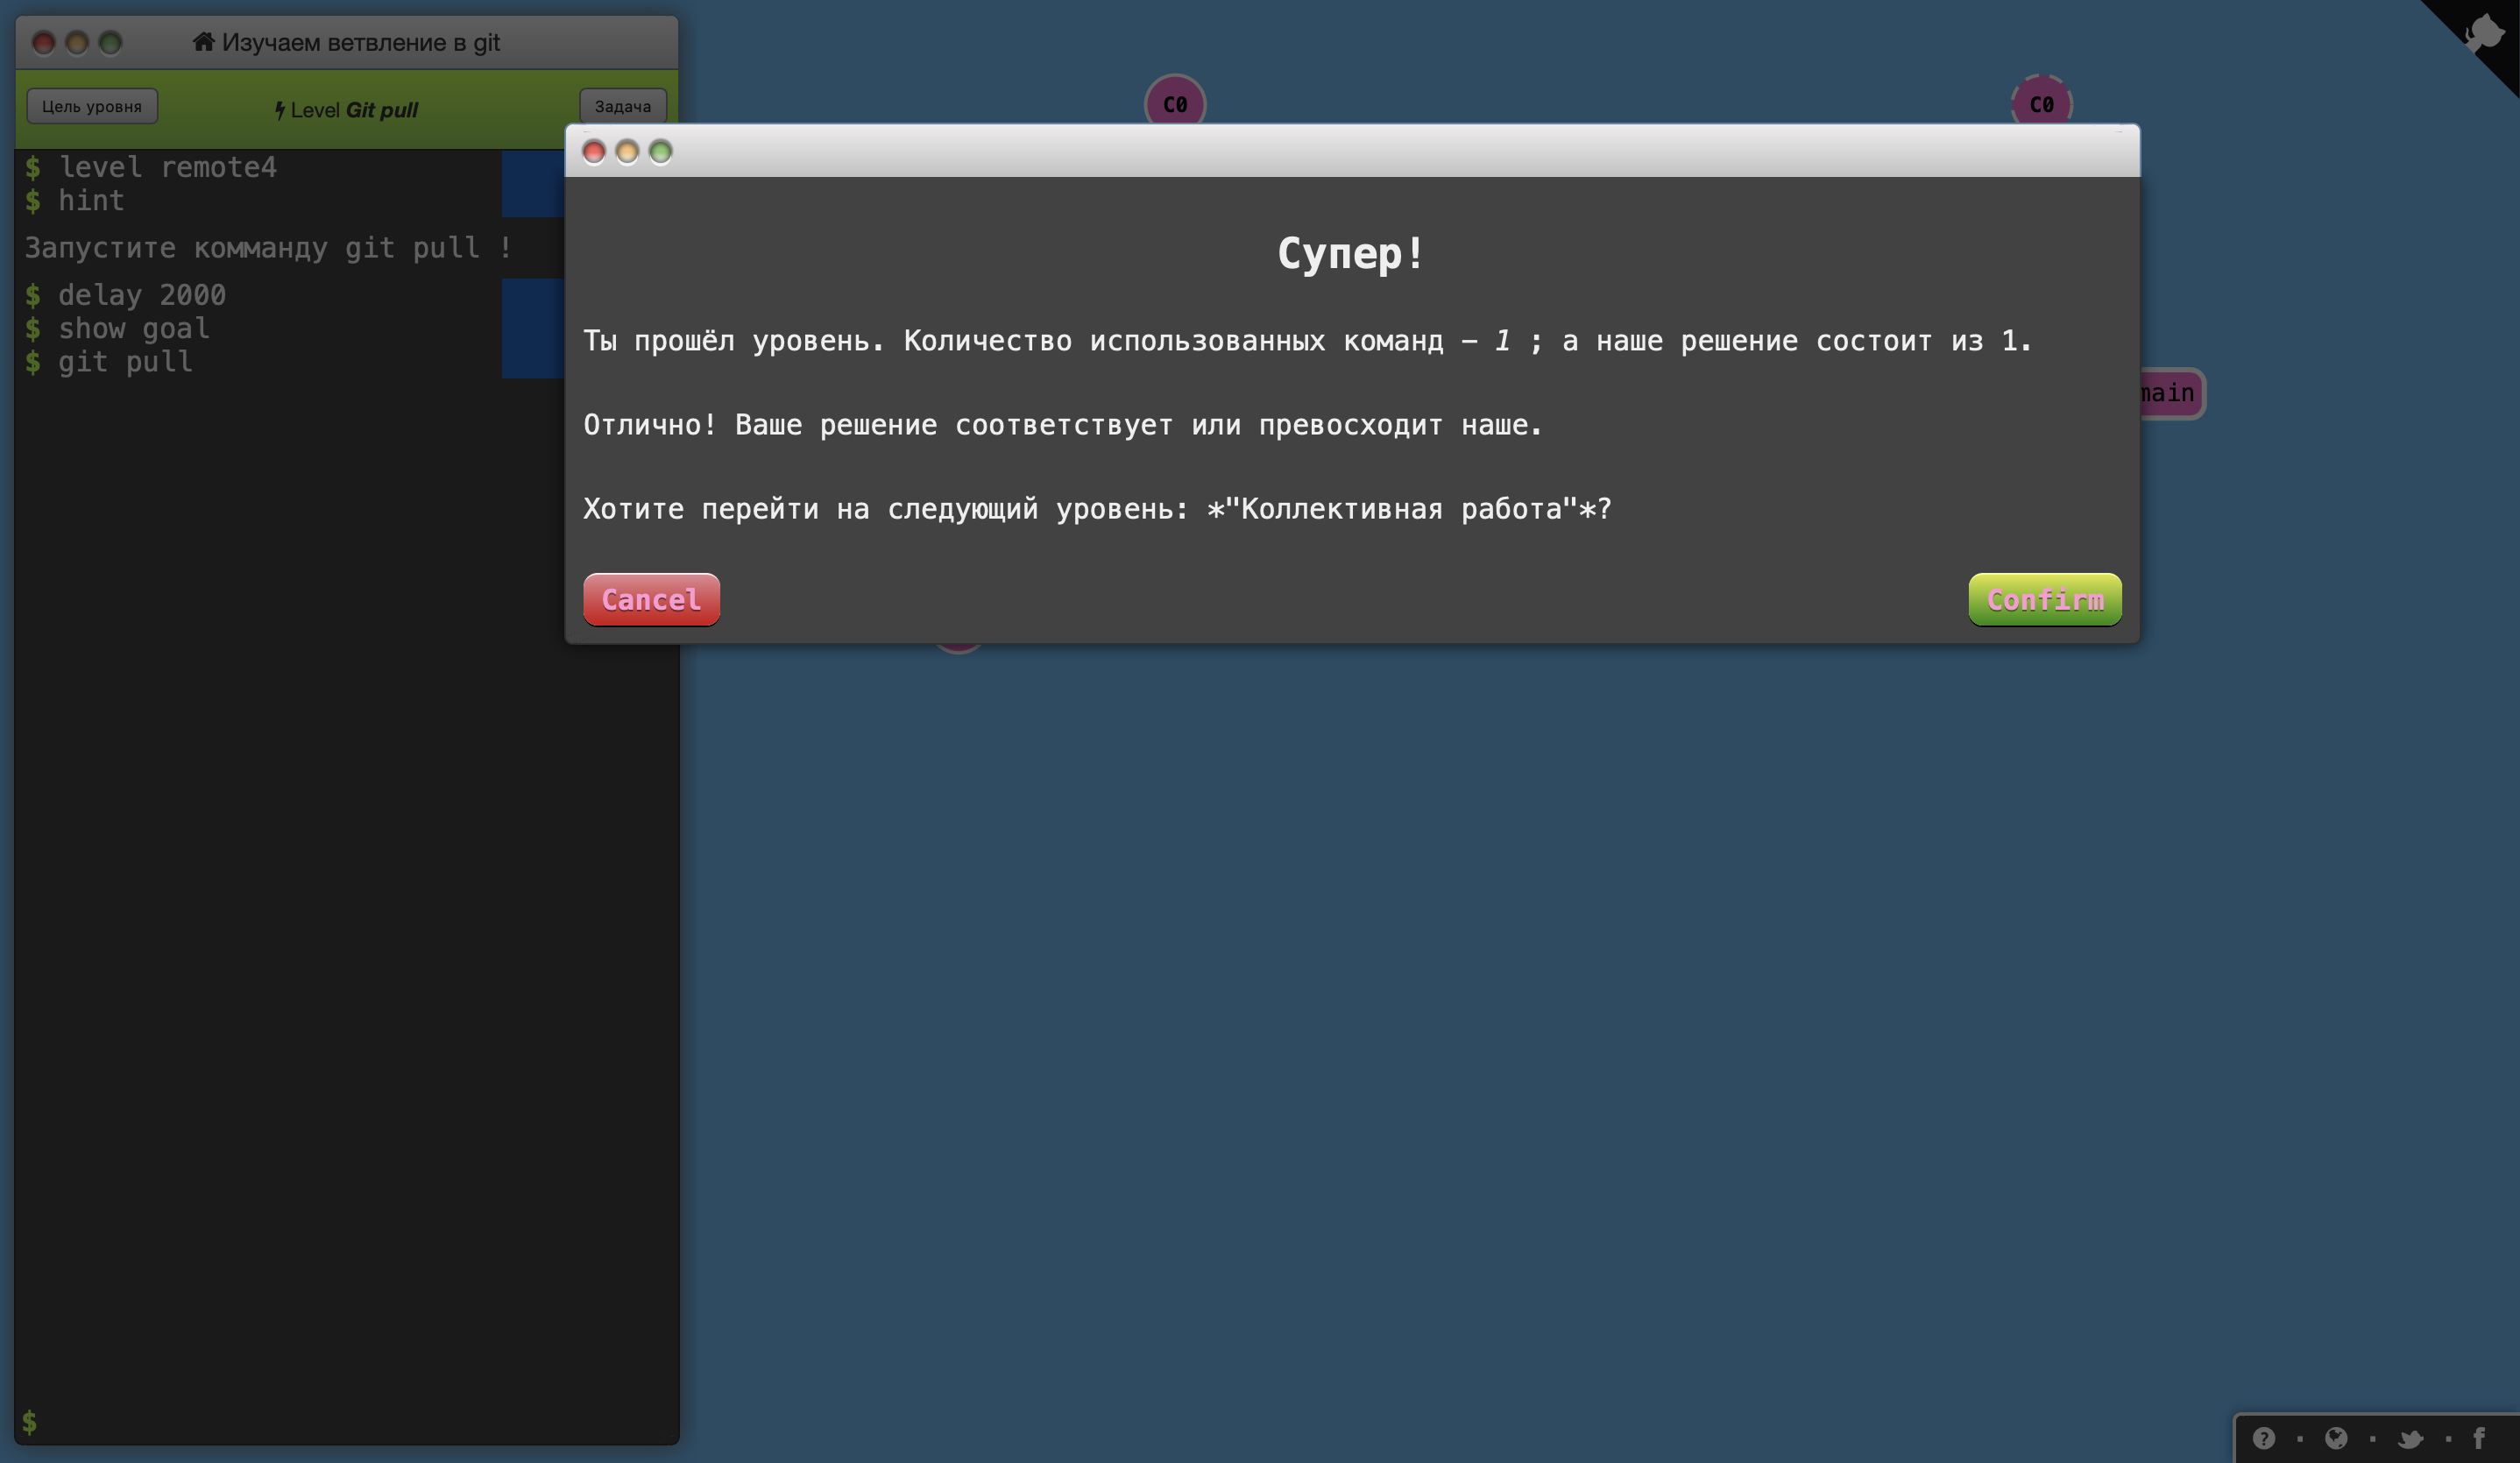 Изучаем ветвление в git
Цель уровня
Level Git pull
Задача
$ level remote4
$ hint
Запустите комманду git pull !
$ delay 2000
$ show goal
$ git pull
$
C0
C0
main
Супер!
Ты прошёл уровень. Количество использованных команд – 1 ; а наше решение состоит из 1.
Отлично! Ваше решение соответствует или превосходит наше.
Хотите перейти на следующий уровень: *"Коллективная работа"*?
Cancel
Confirm